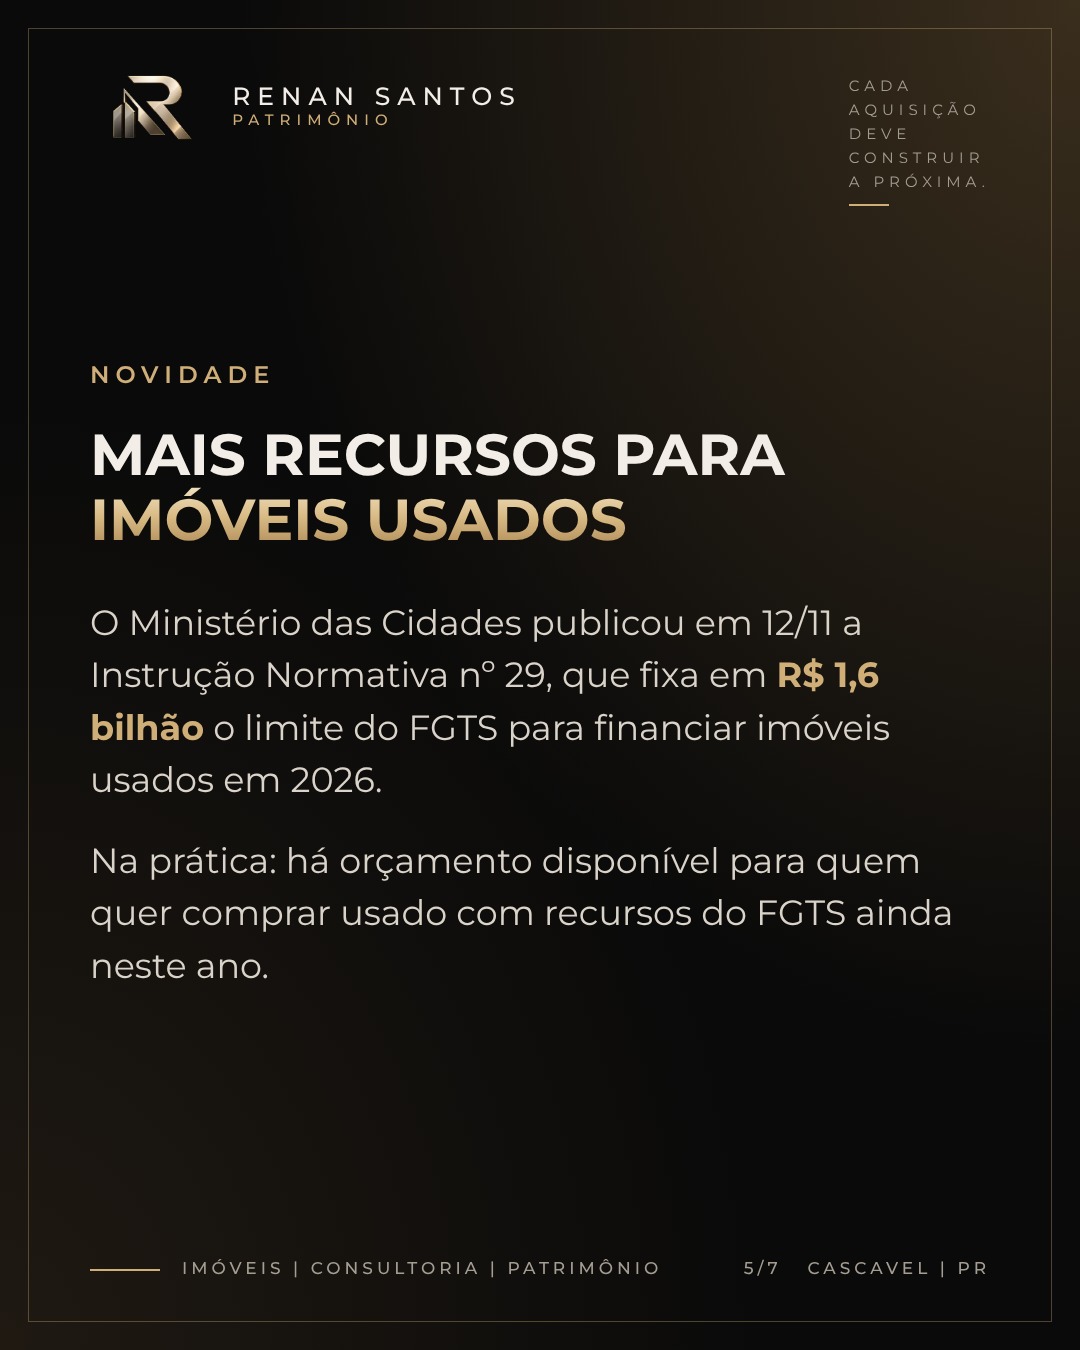 RENAN SANTOS
PATRIMÔNIO
CADA
AQUISIÇÃO
DEVE
CONSTRUIR
A PRÓXIMA.
NOVIDADE
MAIS RECURSOS PARA
IMÓVEIS USADOS
O Ministério das Cidades publicou em 12/11 a
Instrução Normativa nº 29, que fixa em R$ 1,6
bilhão o limite do FGTS para financiar imóveis
usados em 2026.
Na prática: há orçamento disponível para quem
quer comprar usado com recursos do FGTS ainda
neste ano.
IMÓVEIS | CONSULTORIA | PATRIMÔNIO 5/7 CASCAVEL | PR